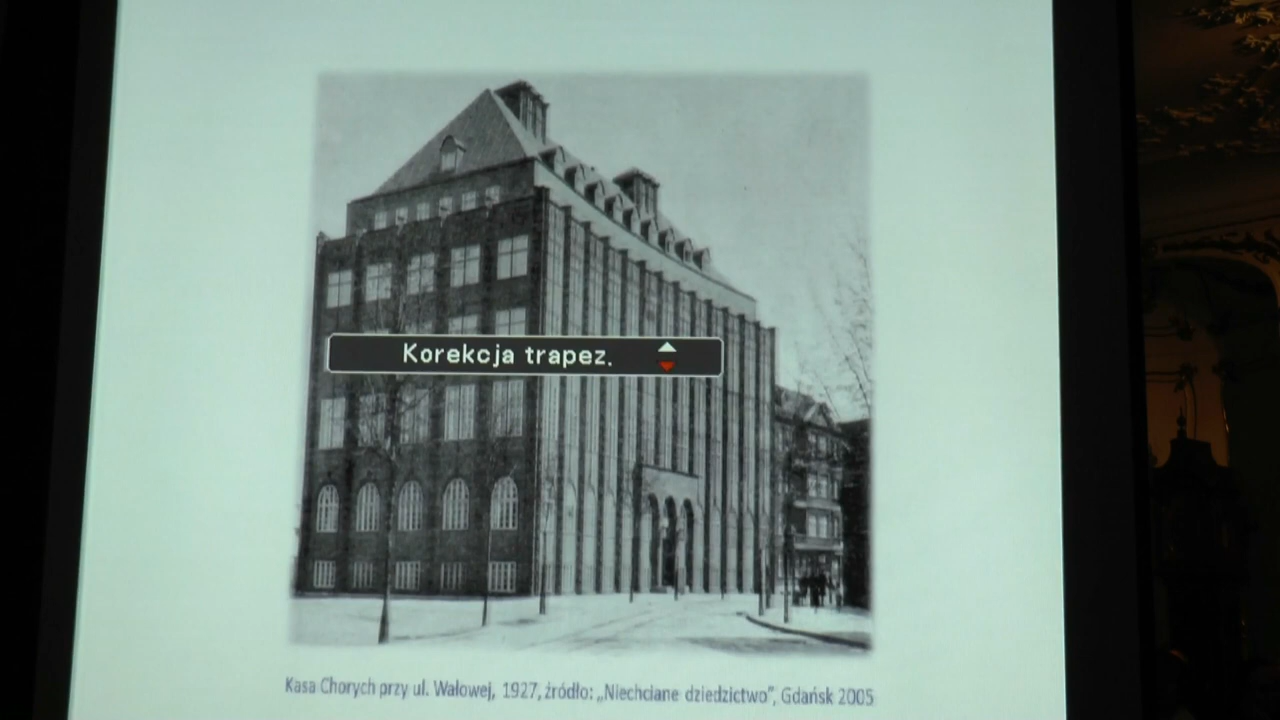 Korekcja trapez.
Kasa Chorych przy ul. Wałowej, 1927, źródło: „Niechciane dziedzictwo”, Gdańsk 2005